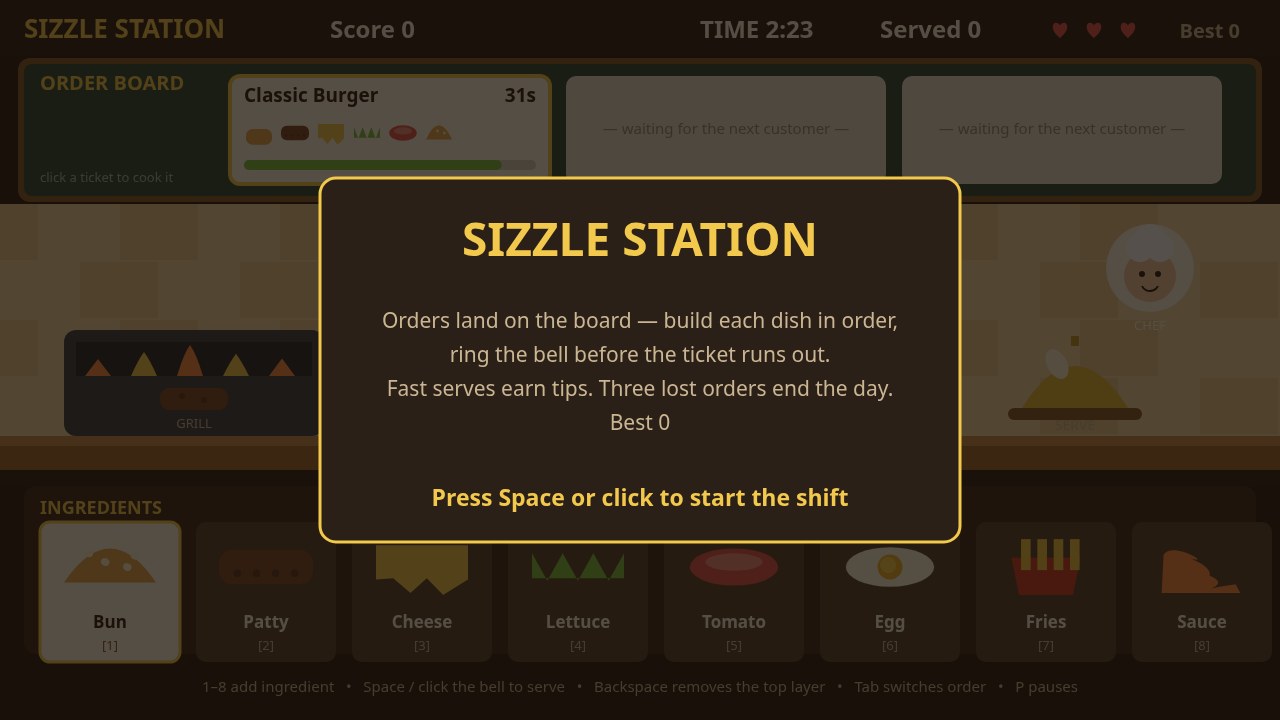 SIZZLE STATION
Score 0
TIME 2:23
Served 0
Best 0
ORDER BOARD
click a ticket to cook it
Classic Burger
31s
— waiting for the next customer —
— waiting for the next customer —
SIZZLE STATION
Orders land on the board — build each dish in order,
ring the bell before the ticket runs out.
Fast serves earn tips. Three lost orders end the day.
Best 0
Press Space or click to start the shift
CHEF
GRILL
SERVE
INGREDIENTS
Bun
[1]
Patty
[2]
Cheese
[3]
Lettuce
[4]
Tomato
[5]
Egg
[6]
Fries
[7]
Sauce
[8]
1–8 add ingredient • Space / click the bell to serve • Backspace removes the top layer • Tab switches order • P pauses